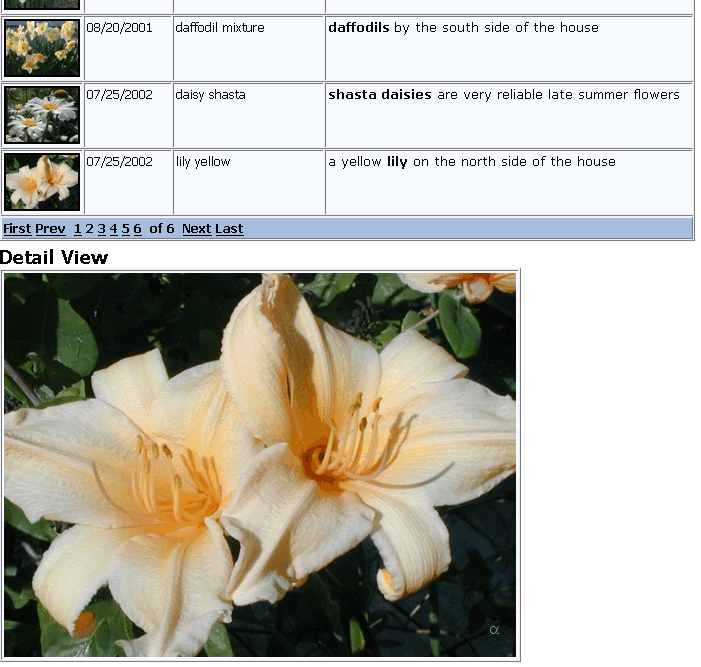 08/20/2001 daffodil mixture daffodils by the south side of the house
07/25/2002 daisy shasta shasta daisies are very reliable late summer flowers
07/25/2002 lily yellow a yellow lily on the north side of the house
First Prev 1 2 3 4 5 6 of 6 Next Last
Detail View
α